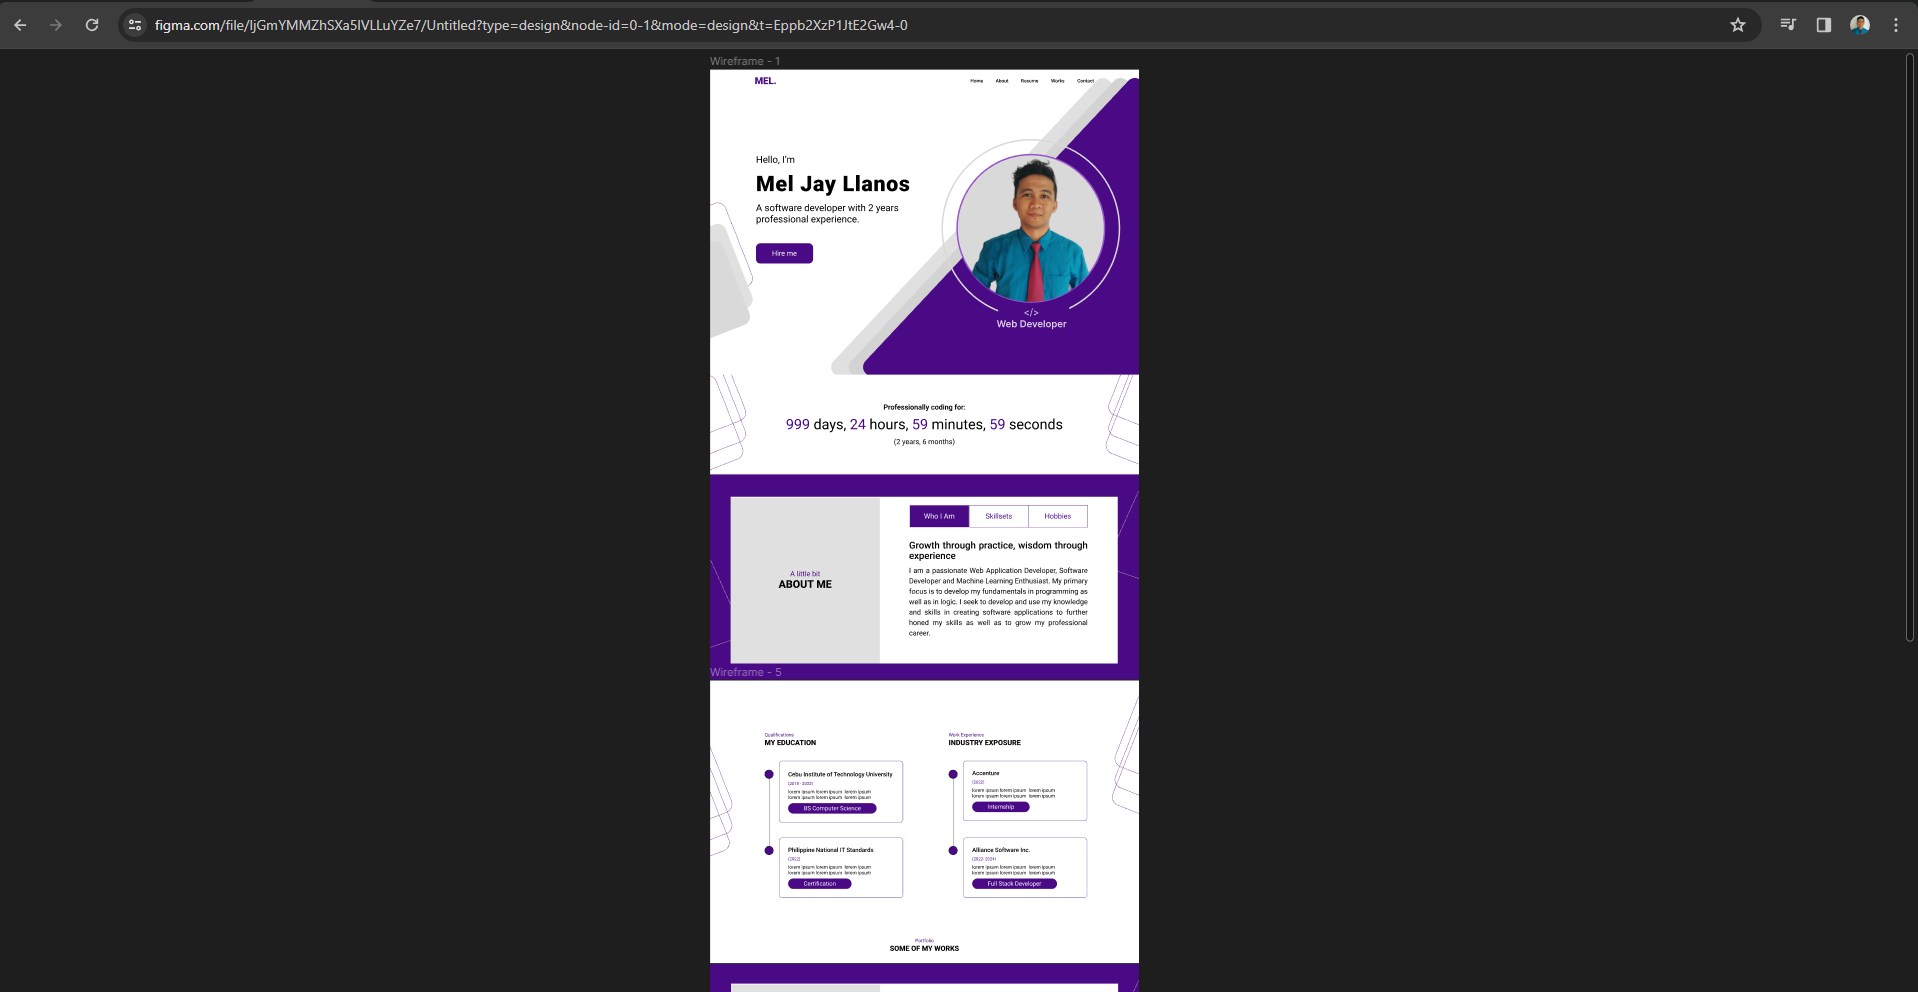 figma.com/file/IjGmYMMZhSXa5lVLLuYZe7/Untitled?type=design&node-id=0-1&mode=design&t=Eppb2XzP1JtE2Gw4-0
Wireframe - 1
MEL.
Home About Resume Works Contact
Hello, I'm
Mel Jay Llanos
A software developer with 2 years
professional experience.
Hire me
</>
Web Developer
Professionally coding for:
999 days, 24 hours, 59 minutes, 59 seconds
(2 years, 6 months)
Who I Am Skillsets Hobbies
Growth through practice, wisdom through
experience
I am a passionate Web Application Developer, Software
Developer and Machine Learning Enthusiast. My primary
focus is to develop my fundamentals in programming as
well as in logic. I seek to develop and use my knowledge
and skills in creating software applications to further
honed my skills as well as to grow my professional
career.
A little bit
ABOUT ME
Wireframe - 5
Qualifications
MY EDUCATION
Cebu Institute of Technology University
(2018 - 2022)
lorem ipsum lorem ipsum lorem ipsum
lorem ipsum lorem ipsum lorem ipsum
BS Computer Science
Philippine National IT Standards
(2022)
lorem ipsum lorem ipsum lorem ipsum
lorem ipsum lorem ipsum lorem ipsum
Certification
Work Experience
INDUSTRY EXPOSURE
Accenture
(2022)
lorem ipsum lorem ipsum lorem ipsum
lorem ipsum lorem ipsum lorem ipsum
Internship
Alliance Software Inc.
(2022-2024)
lorem ipsum lorem ipsum lorem ipsum
lorem ipsum lorem ipsum lorem ipsum
Full Stack Developer
Portfolio
SOME OF MY WORKS